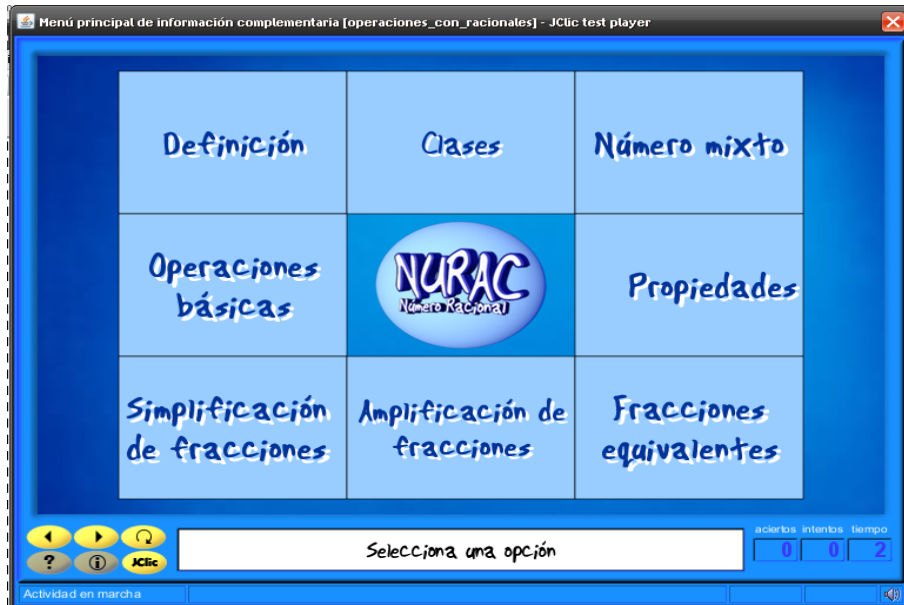 Menú principal de información complementaria [operaciones_con_racionales] - JClic test player
Definición
Clases
Número mixto
Operaciones
básicas
NURAC
Número Racional
Propiedades
Simplificación
de fracciones
Amplificación de
fracciones
Fracciones
equivalentes
Selecciona una opción
aciertos intentos tiempo
0 0 2
? i JClic
Actividad en marcha